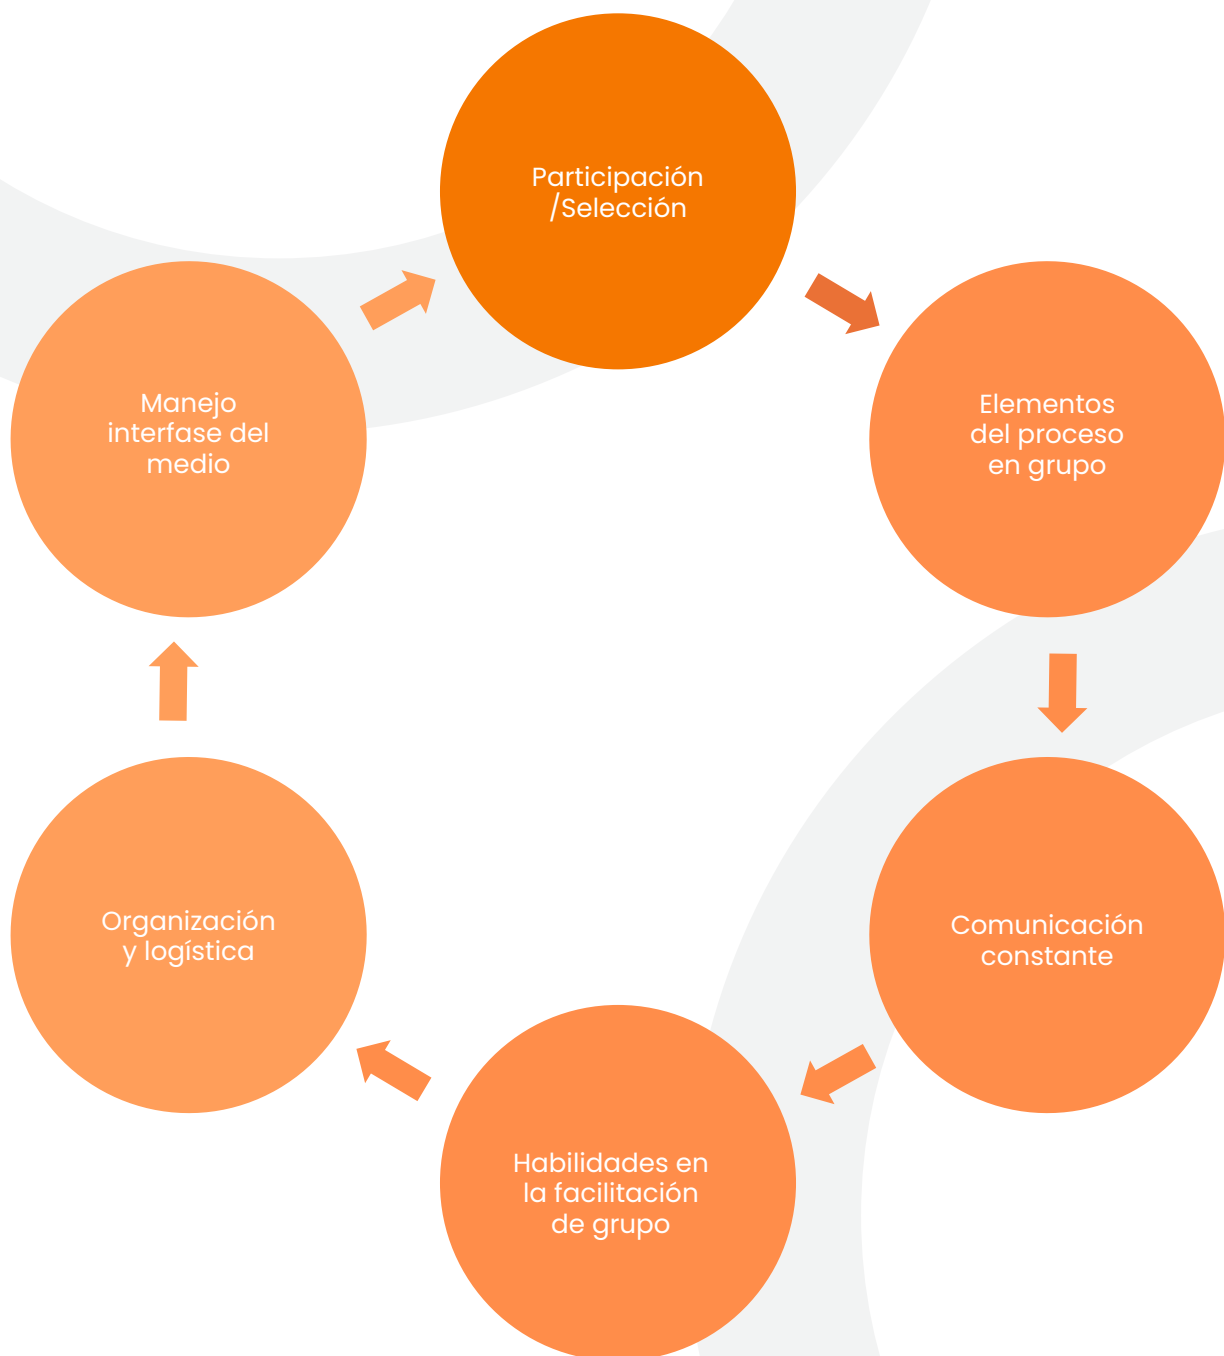 Participación
/Selección
Elementos
del proceso
en grupo
Comunicación
constante
Habilidades en
la facilitación
de grupo
Organización
y logística
Manejo
interfase del
medio